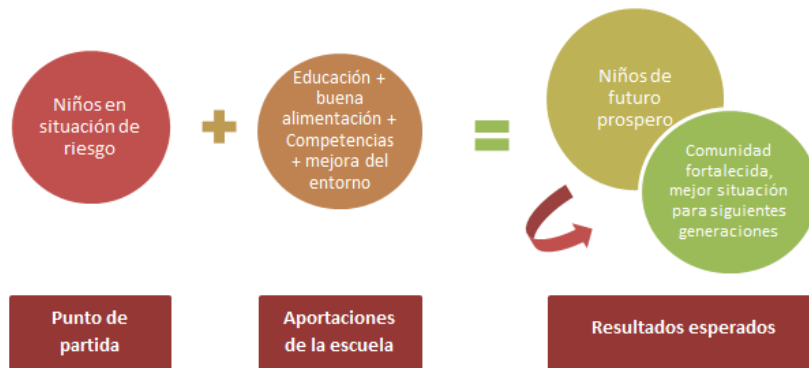 Niños en
situación de
riesgo
Educación +
buena
alimentación +
Competencias
+ mejora del
entorno
Niños de
futuro
prospero
Comunidad
fortalecida,
mejor situación
para siguientes
generaciones
Punto de
partida
Aportaciones
de la escuela
Resultados esperados